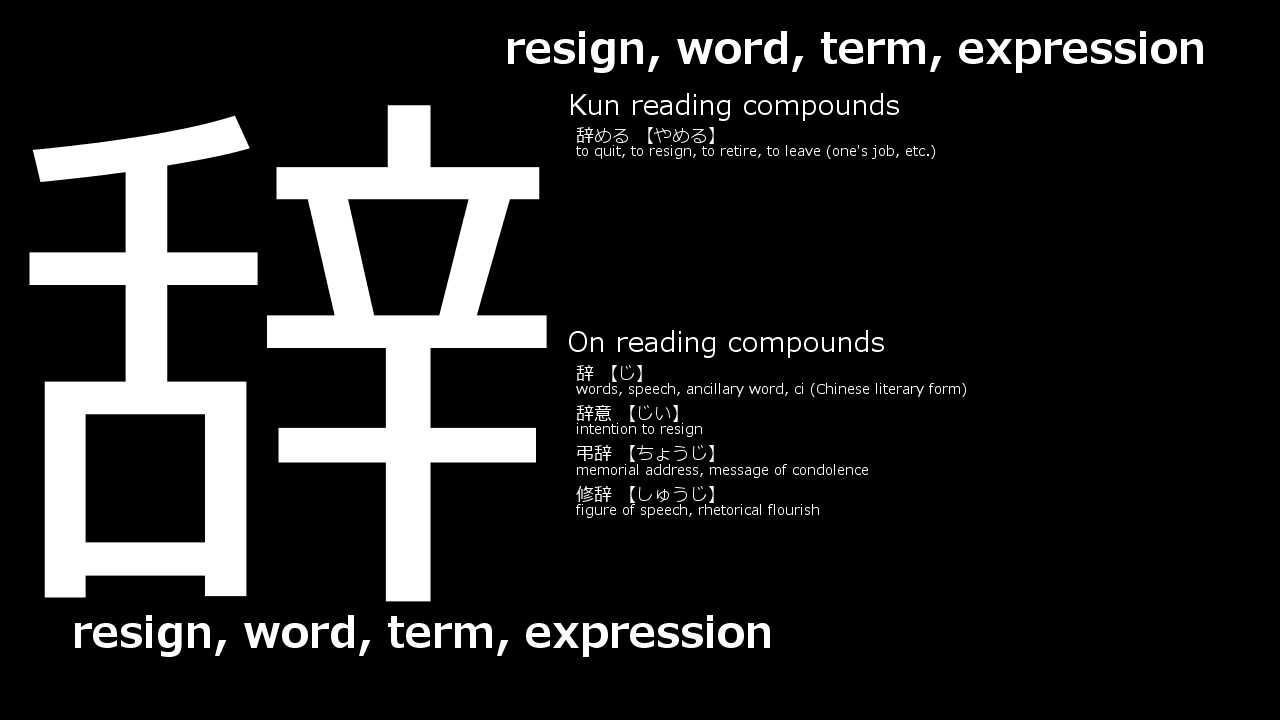 resign, word, term, expression
辞
Kun reading compounds
辞める 【やめる】
to quit, to resign, to retire, to leave (one's job, etc.)
On reading compounds
辞 【じ】
words, speech, ancillary word, ci (Chinese literary form)
辞意 【じい】
intention to resign
弔辞 【ちょうじ】
memorial address, message of condolence
修辞 【しゅうじ】
figure of speech, rhetorical flourish
resign, word, term, expression